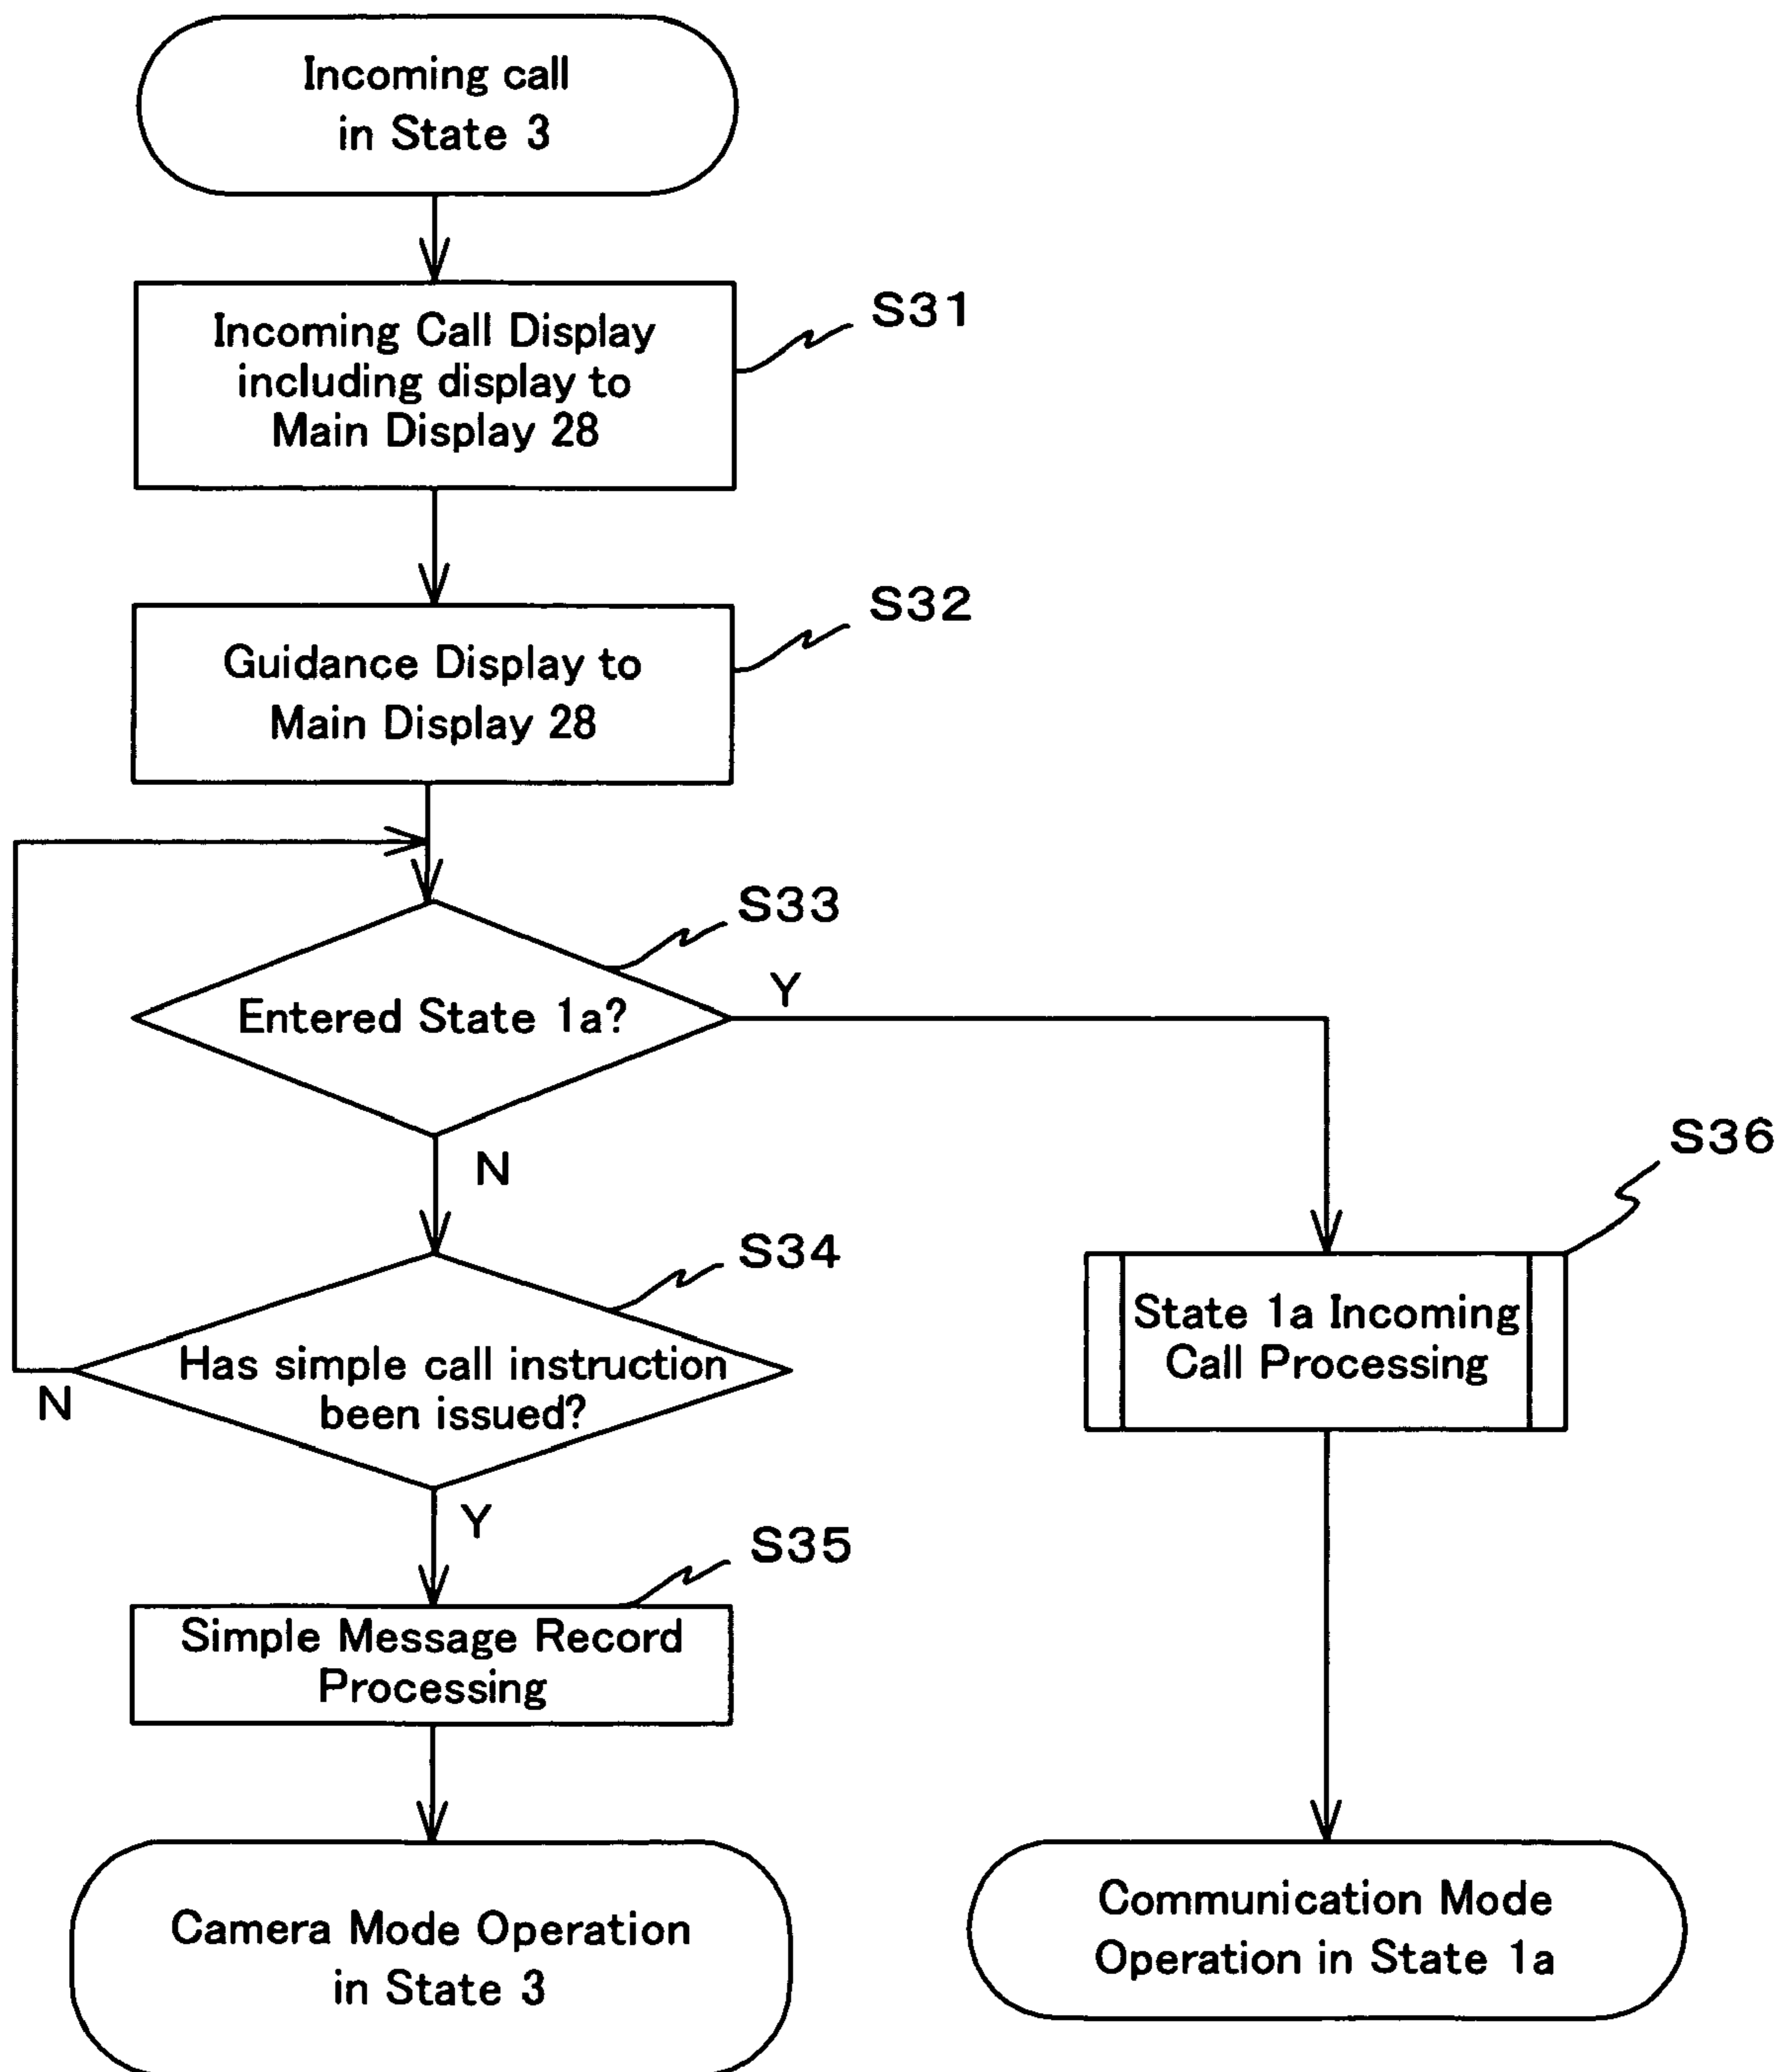 Incoming call
in State 3
S31
Incoming Call Display
including display to
Main Display 28
S32
Guidance Display to
Main Display 28
S33
Entered State 1a?
Y
N
S34
Has simple call instruction
been issued?
N
Y
S35
Simple Message Record
Processing
Camera Mode Operation
in State 3
S36
State 1a Incoming
Call Processing
Communication Mode
Operation in State 1a